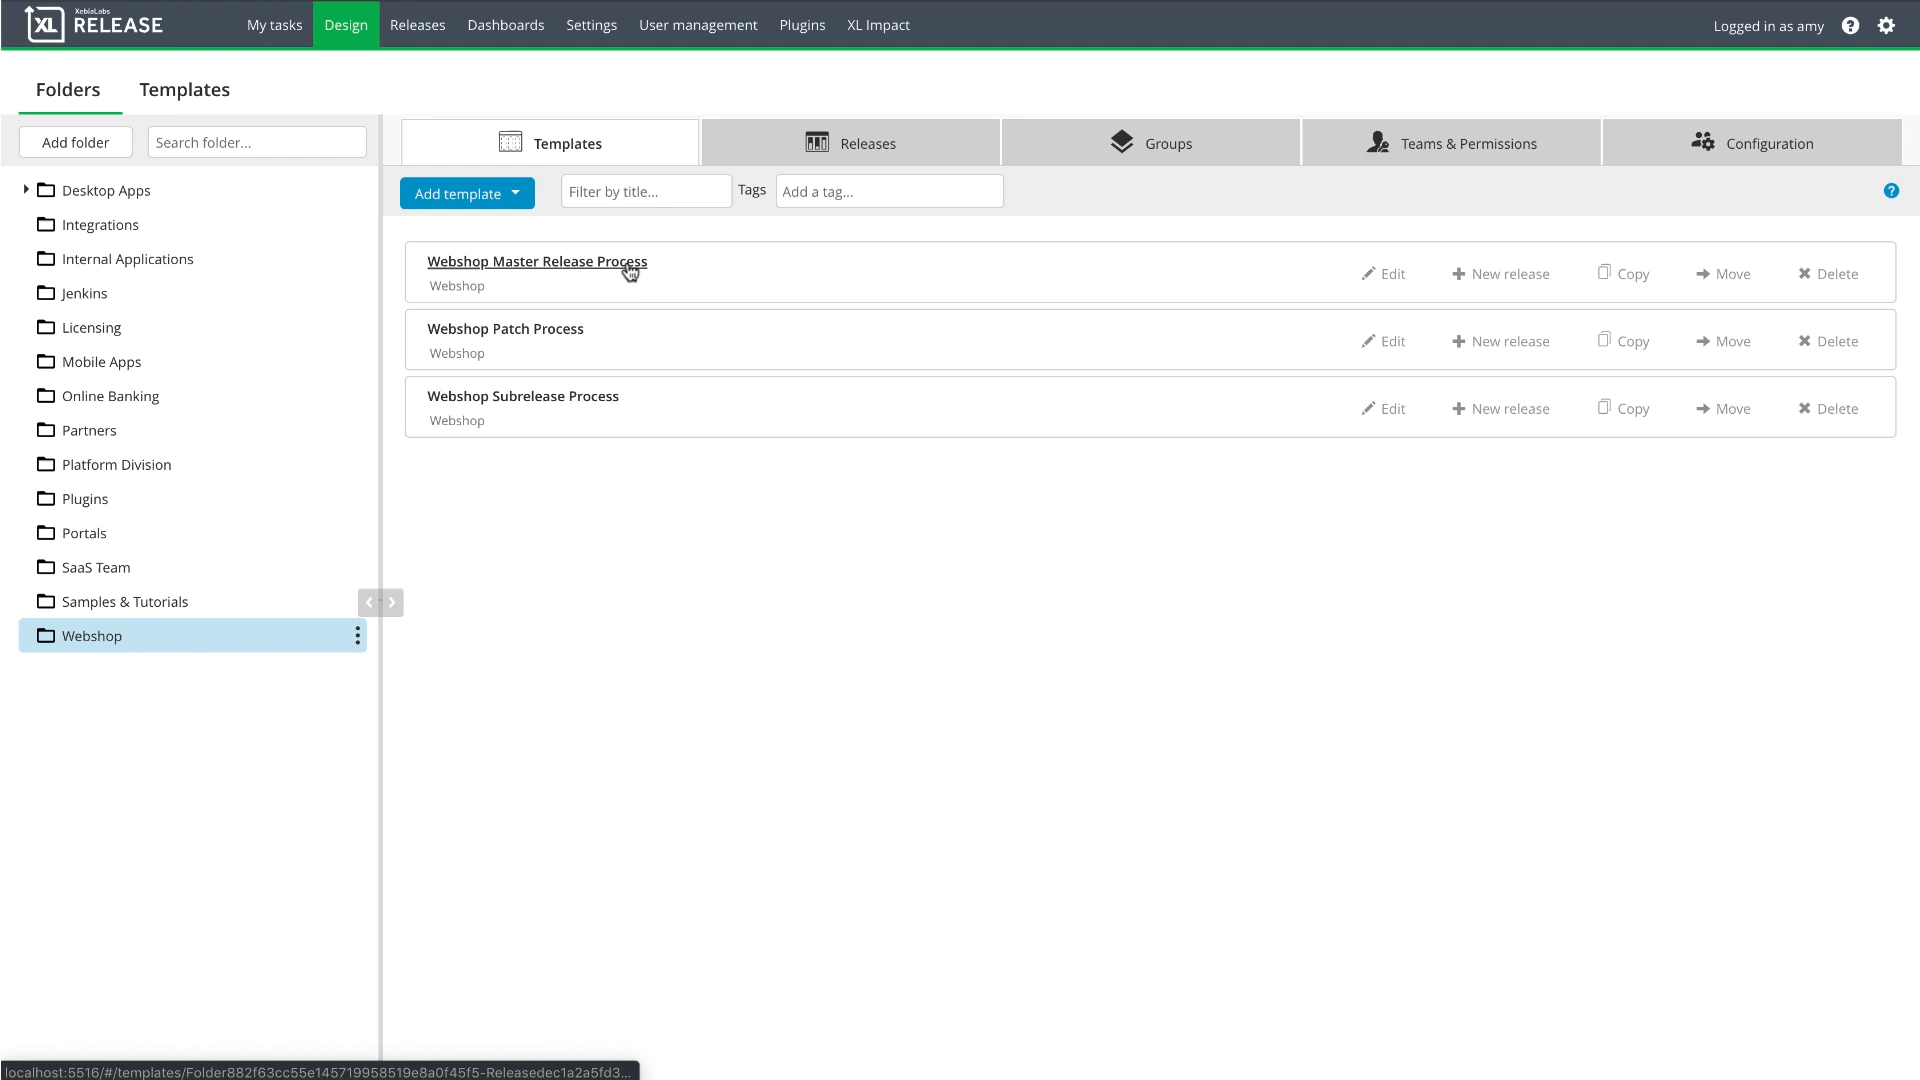 XebiaLabs
XL RELEASE
My tasks Design Releases Dashboards Settings User management Plugins XL Impact
Logged in as amy
Folders Templates
Add folder Search folder...
Desktop Apps
Integrations
Internal Applications
Jenkins
Licensing
Mobile Apps
Online Banking
Partners
Platform Division
Plugins
Portals
SaaS Team
Samples & Tutorials
Webshop
Templates Releases Groups Teams & Permissions Configuration
Add template Filter by title... Tags Add a tag... ?
Webshop Master Release Process
Webshop
Edit New release Copy Move Delete
Webshop Patch Process
Webshop
Edit New release Copy Move Delete
Webshop Subrelease Process
Webshop
Edit New release Copy Move Delete
localhost:5516/#/templates/Folder882f63cc55e145719958519e8a0f45f5-Releasedec1a2a5fd3...